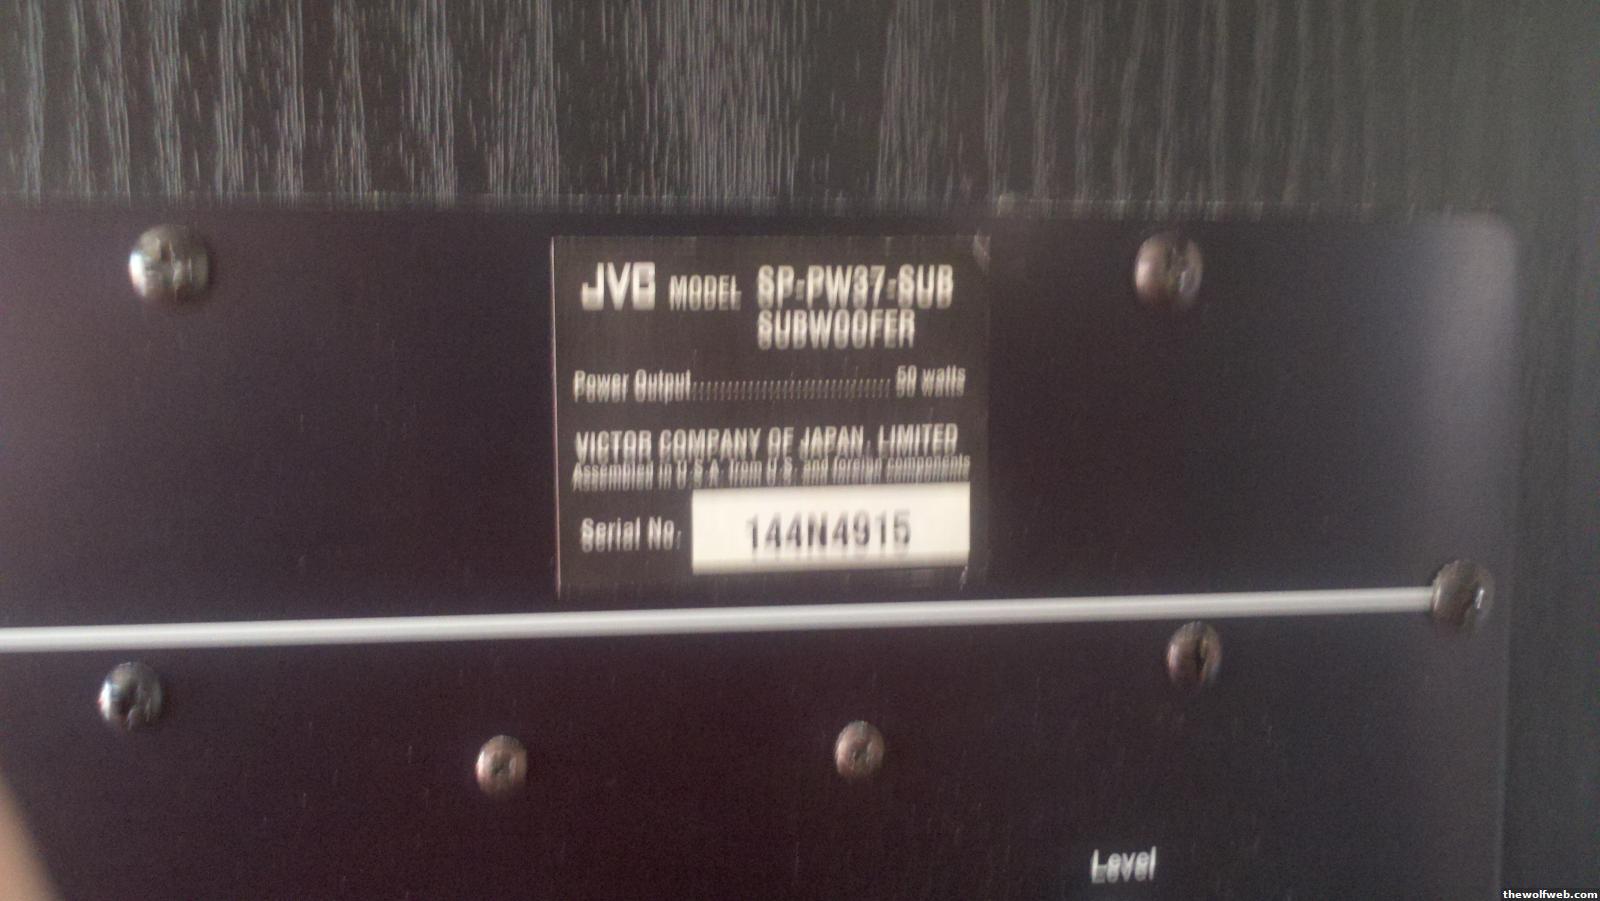 JVC MODEL SP-PW37-SUB
SUBWOOFER
Power Output.............................. 50 watts
VICTOR COMPANY OF JAPAN, LIMITED
Assembled in U.S.A. from U.S. and foreign components
Serial No. 144N4915
Level
thewolfweb.com